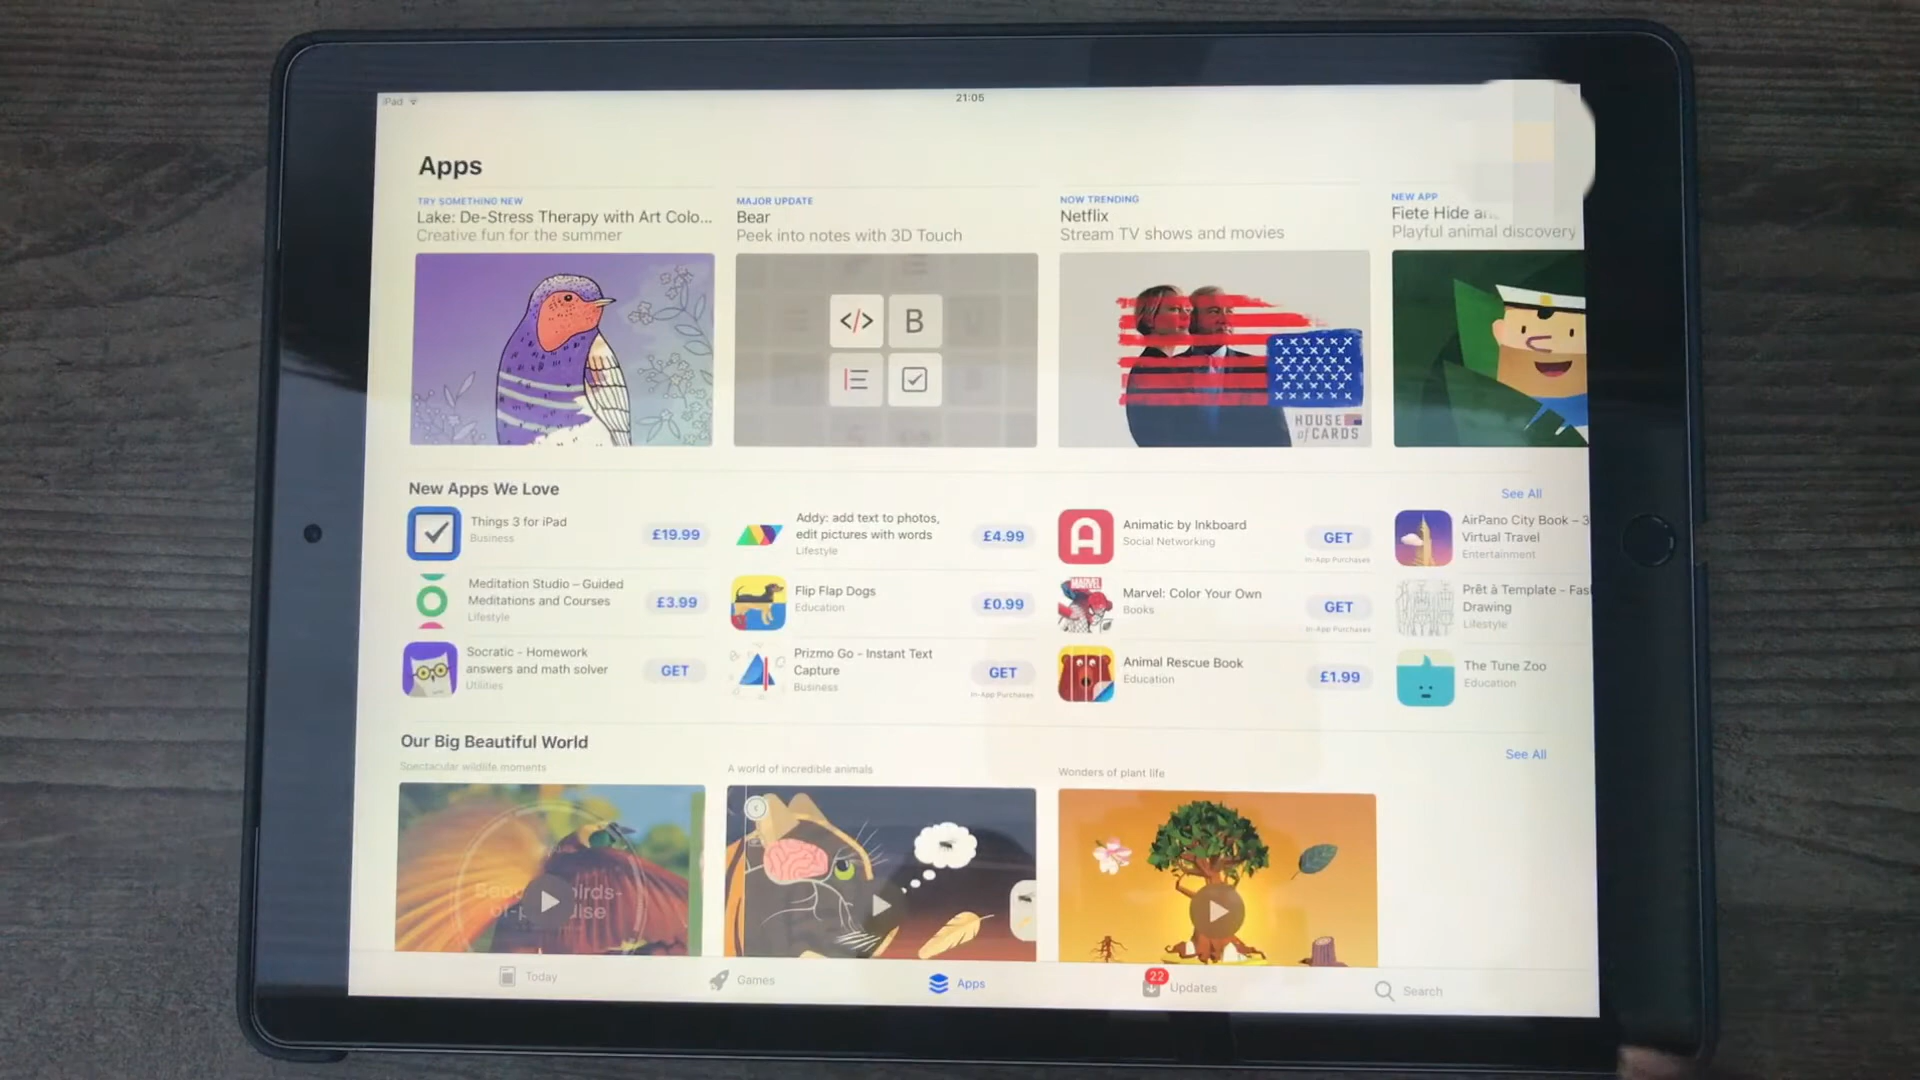 iPad
21:05
Apps
TRY SOMETHING NEW
Lake: De-Stress Therapy with Art Colo...
Creative fun for the summer
MAJOR UPDATE
Bear
Peek into notes with 3D Touch
NOW TRENDING
Netflix
Stream TV shows and movies
NEW APP
Fiete Hide an...
Playful animal discovery
</> B
HOUSE
of CARDS
New Apps We Love
See All
Things 3 for iPad
Business
£19.99
Addy: add text to photos,
edit pictures with words
Lifestyle
£4.99
Animatic by Inkboard
Social Networking
GET
In-App Purchases
AirPano City Book – 3
Virtual Travel
Entertainment
Meditation Studio – Guided
Meditations and Courses
Lifestyle
£3.99
Flip Flap Dogs
Education
£0.99
MARVEL
Marvel: Color Your Own
Books
GET
In-App Purchases
Prêt à Template - Fas
Drawing
Lifestyle
Socratic - Homework
answers and math solver
Utilities
GET
Prizmo Go - Instant Text
Capture
Business
GET
In-App Purchases
Animal Rescue Book
Education
£1.99
The Tune Zoo
Education
Our Big Beautiful World
See All
Spectacular wildlife moments
A world of incredible animals
Wonders of plant life
Today
Games
Apps
22
Updates
Search